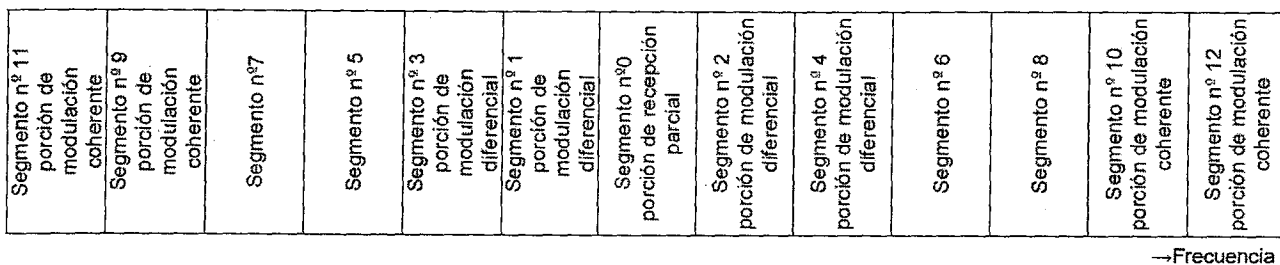 Segmento nº 11
porción de
modulación
coherente
Segmento nº 9
porción de
modulación
coherente
Segmento nº7
Segmento nº 5
Segmento nº 3
porción de
modulación
diferencial
Segmento nº 1
porción de
modulación
diferencial
Segmento nº0
porción de recepción
parcial
Segmento nº 2
porción de modulación
diferencial
Segmento nº 4
porción de modulación
diferencial
Segmento nº 6
Segmento nº 8
Segmento nº 10
porción de modulación
coherente
Segmento nº 12
porción de modulación
coherente
→Frecuencia